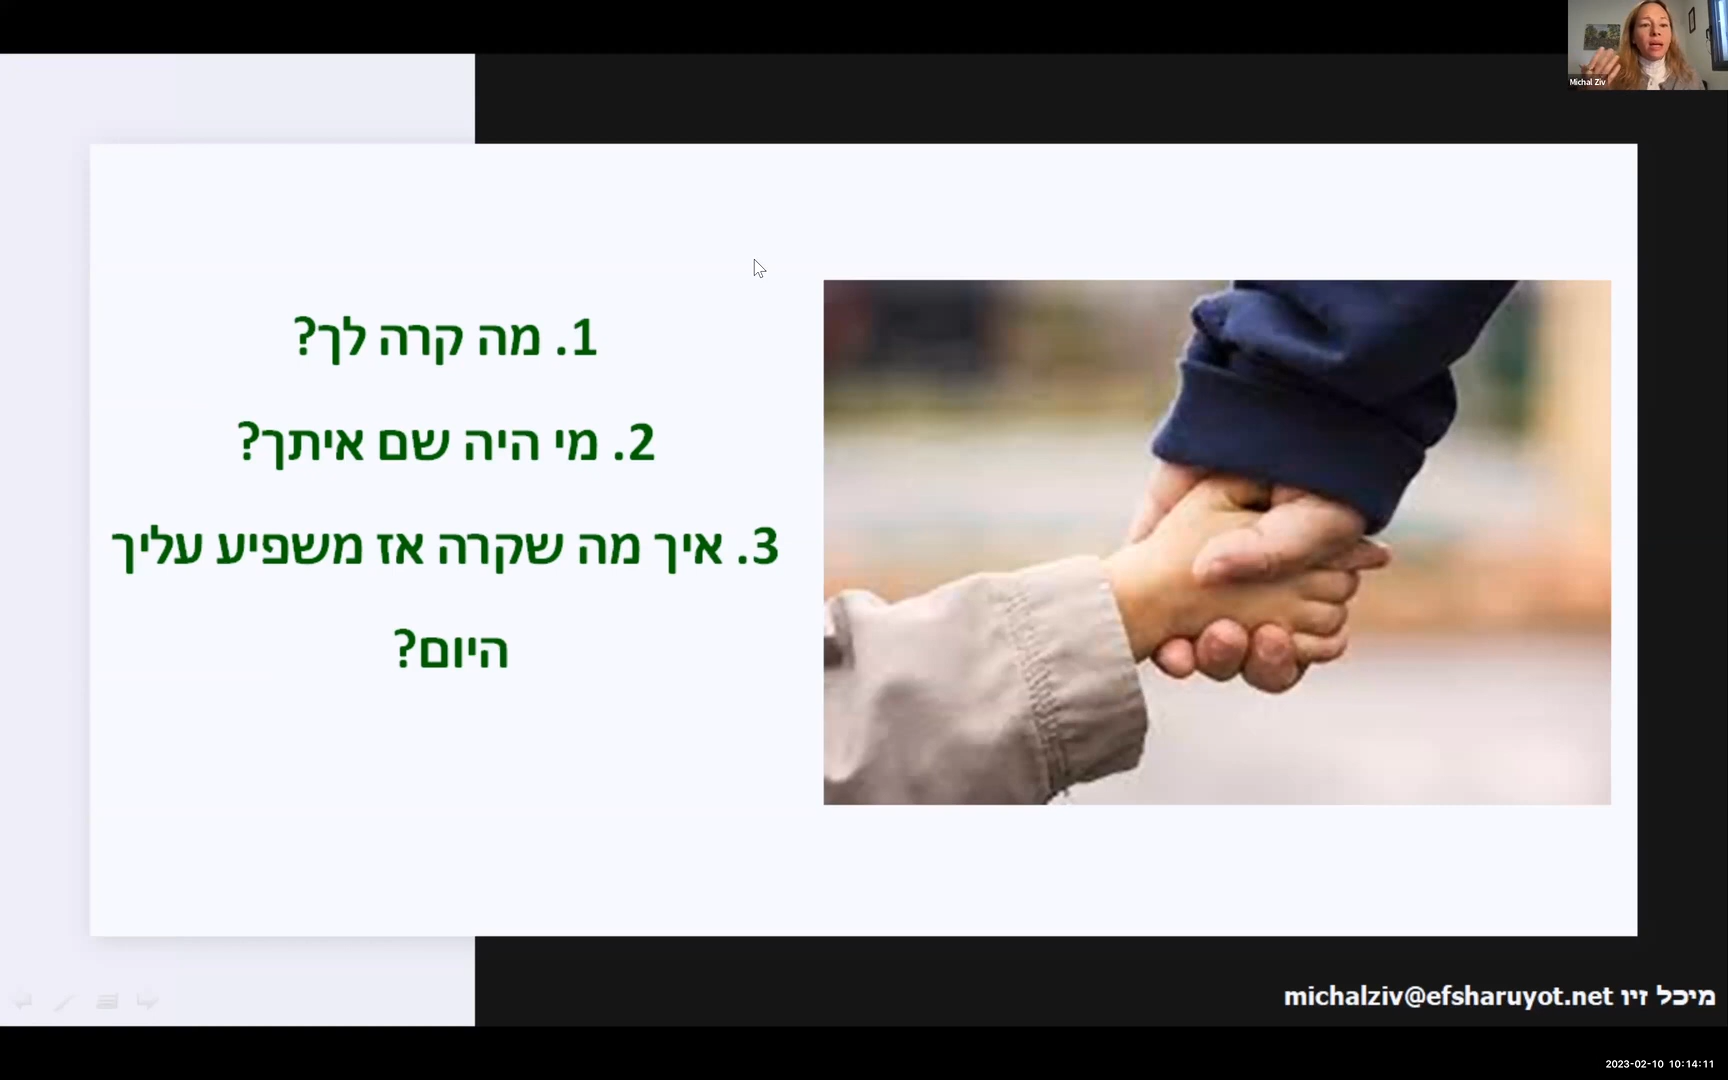 Michal Ziv
1. מה קרה לך?
2. מי היה שם איתך?
3. איך מה שקרה אז משפיע עליך
היום?
מיכל זיו michalziv@efsharuyot.net
2023-02-10 10:14:11